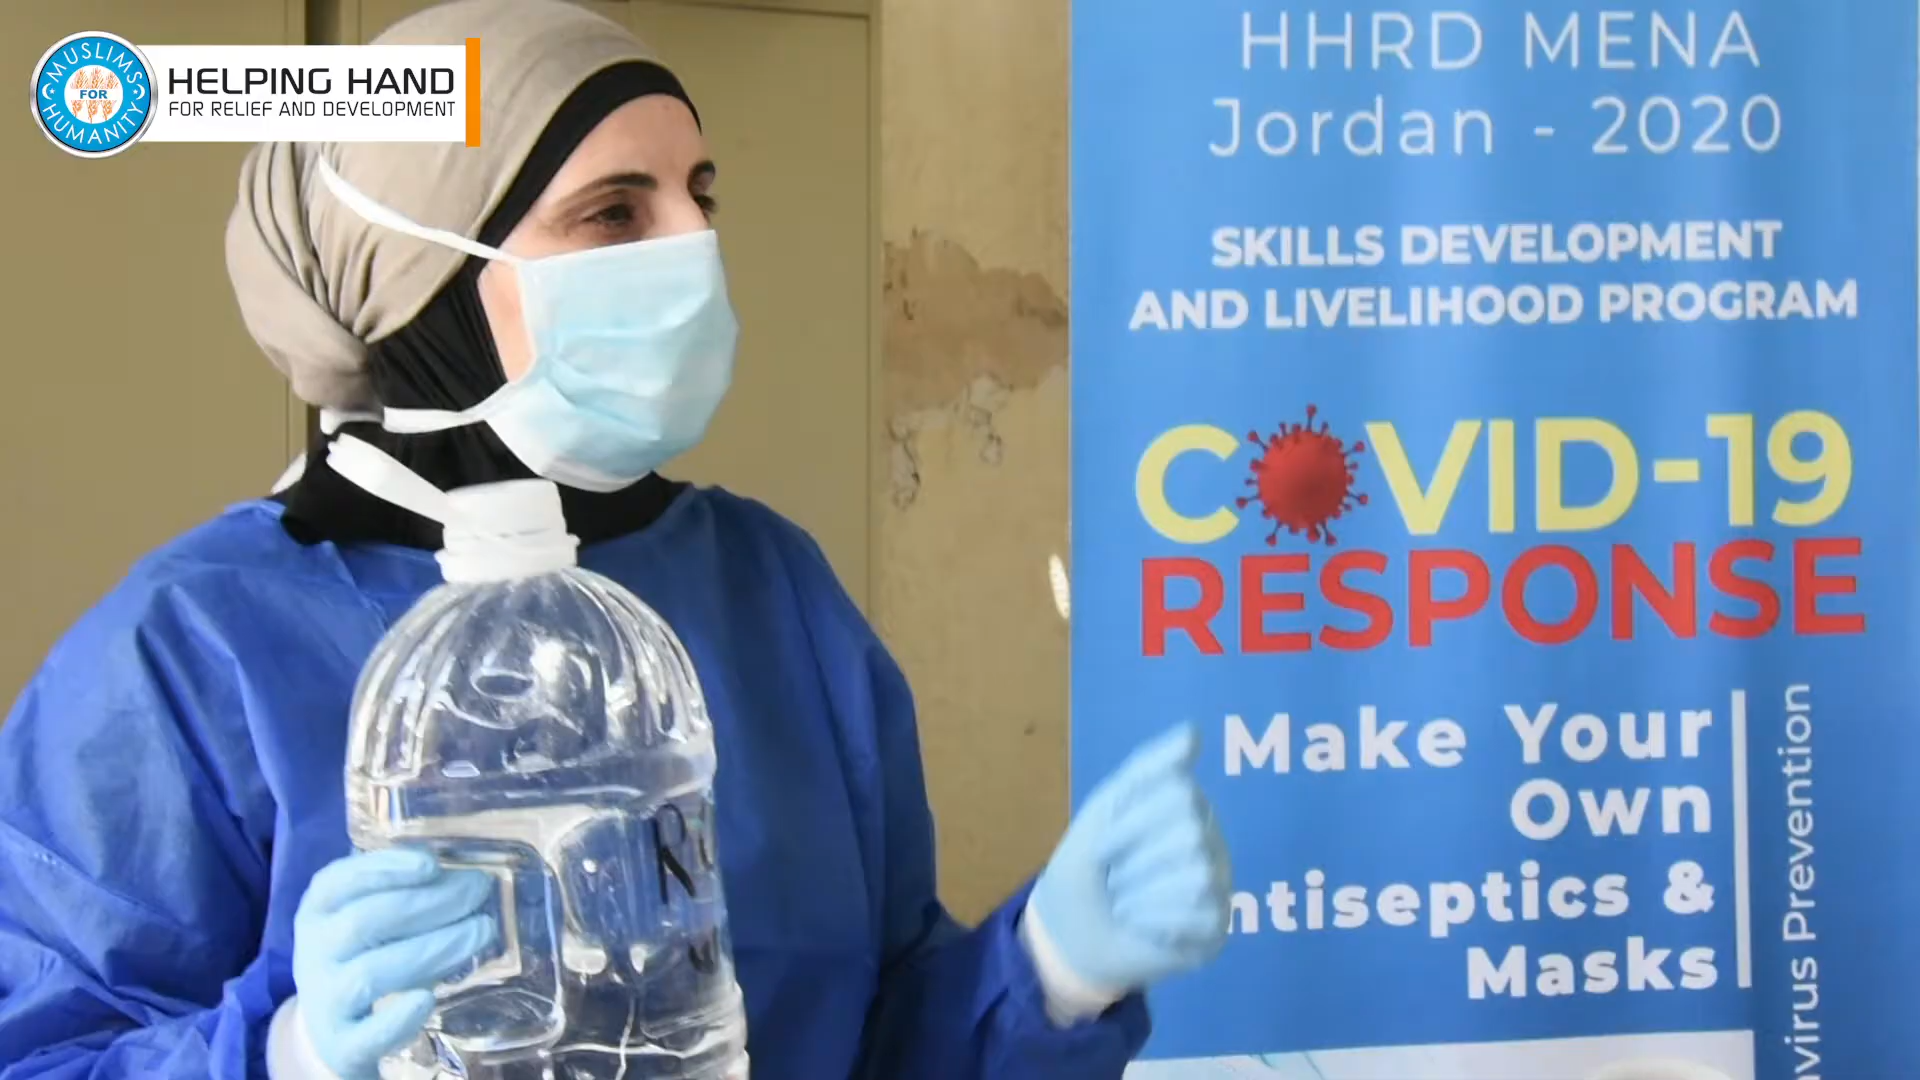 MUSLIMS
FOR
HUMANITY
HELPING HAND
FOR RELIEF AND DEVELOPMENT
HHRD MENA
Jordan - 2020
SKILLS DEVELOPMENT
AND LIVELIHOOD PROGRAM
COVID-19
RESPONSE
Make Your
Own
ntiseptics &
Masks
virus Prevention